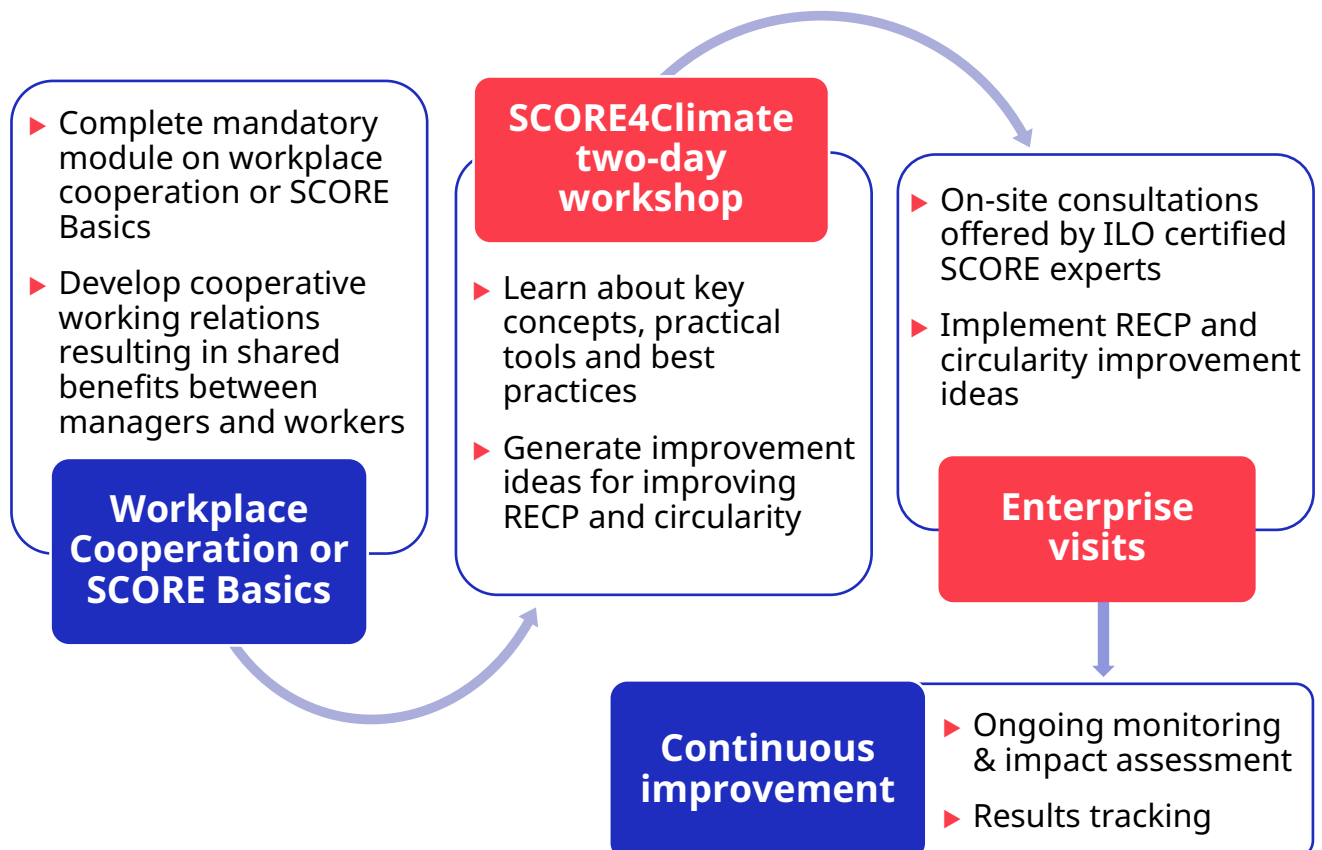 Complete mandatory
module on workplace
cooperation or SCORE
Basics
Develop cooperative
working relations
resulting in shared
benefits between
managers and workers
Workplace
Cooperation or
SCORE Basics
SCORE4Climate
two-day
workshop
Learn about key
concepts, practical
tools and best
practices
Generate improvement
ideas for improving
RECP and circularity
On-site consultations
offered by ILO certified
SCORE experts
Implement RECP and
circularity improvement
ideas
Enterprise
visits
Continuous
improvement
Ongoing monitoring
& impact assessment
Results tracking